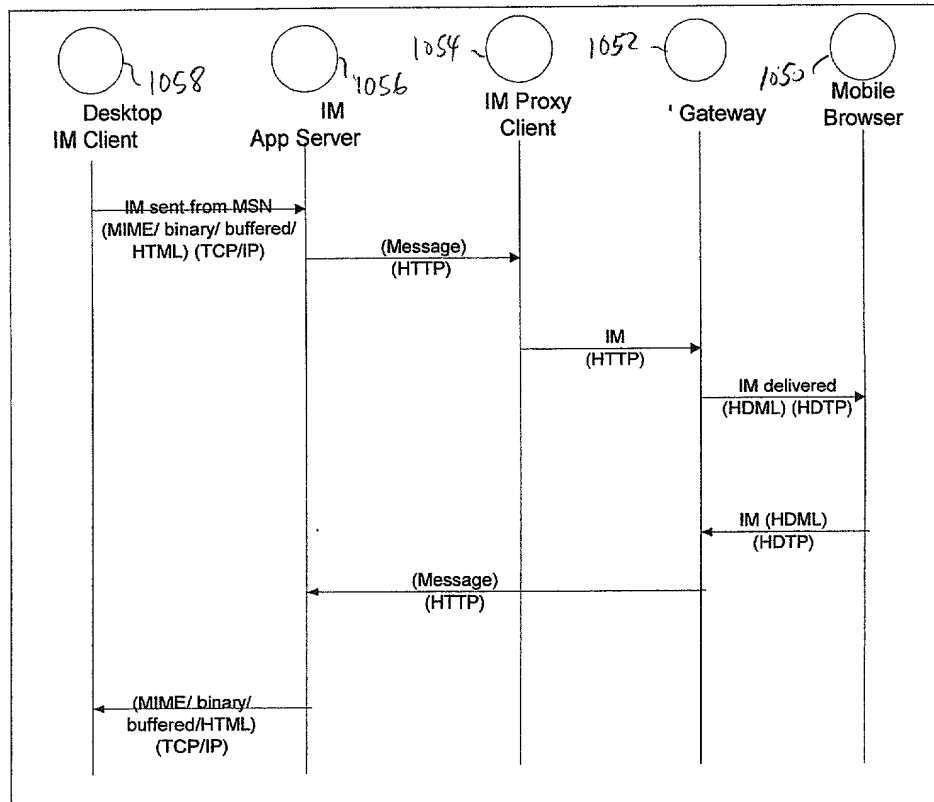 1058
1056
1054
1052
1050
Desktop
IM Client
IM
App Server
IM Proxy
Client
' Gateway
Mobile
Browser
IM sent from MSN
(MIME/ binary/ buffered/
HTML) (TCP/IP)
(Message)
(HTTP)
IM
(HTTP)
IM delivered
(HDML) (HDTP)
IM (HDML)
(HDTP)
(Message)
(HTTP)
(MIME/ binary/
buffered/HTML)
(TCP/IP)